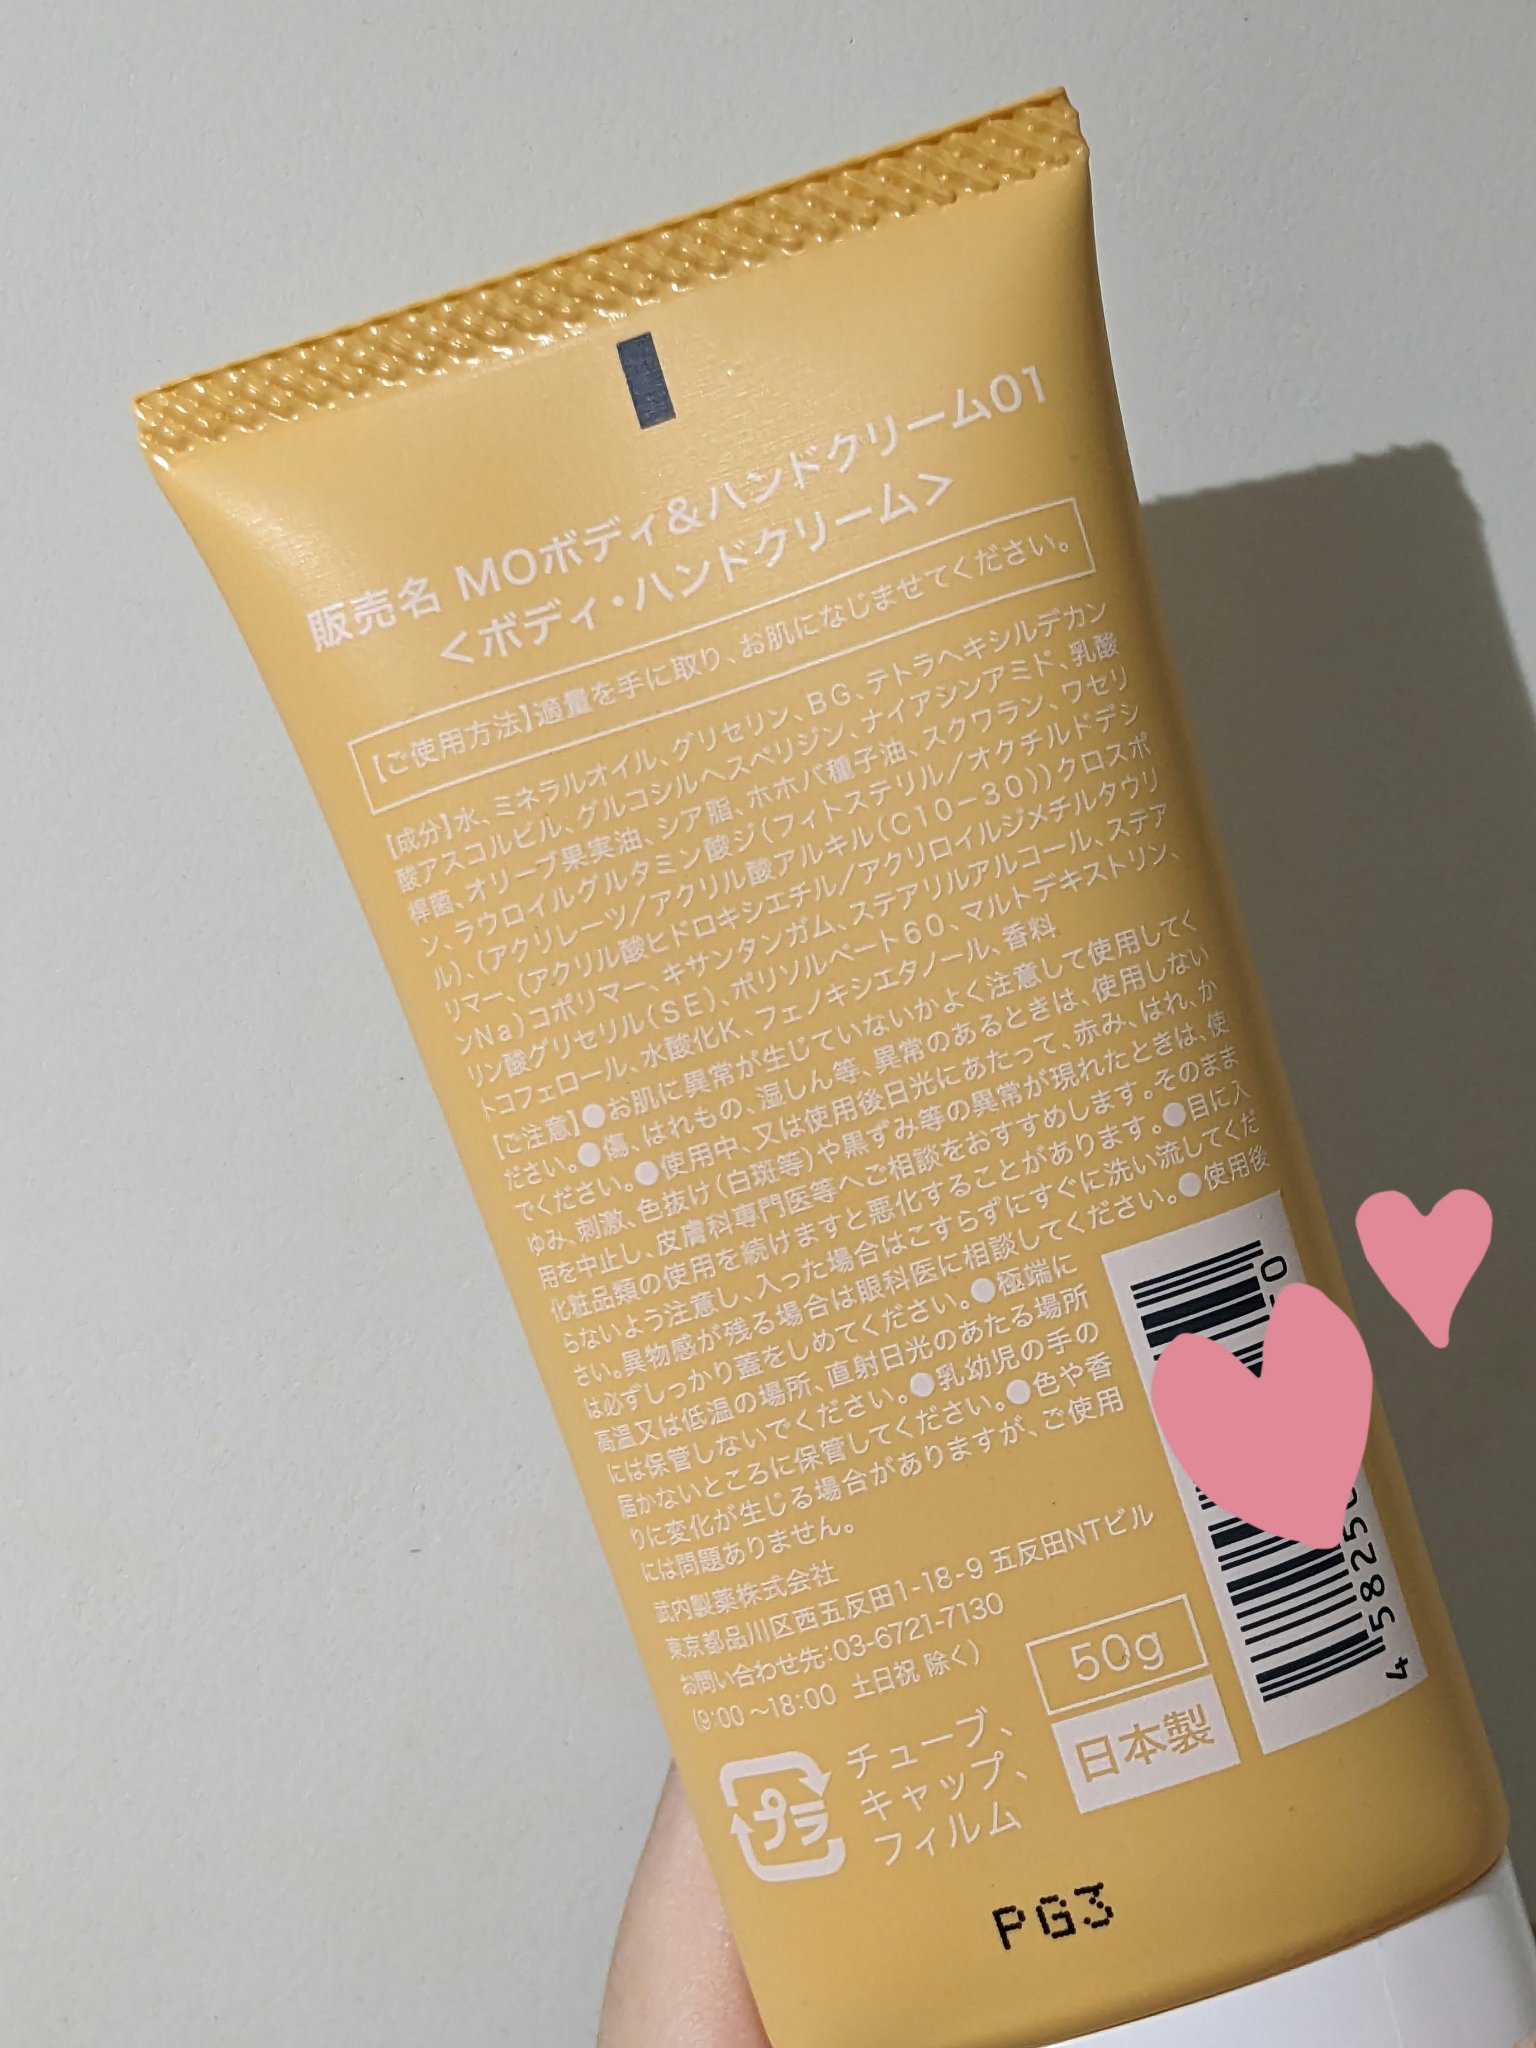 販売名 MOボディ&ハンドクリーム01
<ボディ・ハンドクリーム>
【ご使用方法】適量を手に取り、お肌になじませてください。
【成分】水、ミネラルオイル、グリセリン、BG、テトラヘキシルデカン
酸アスコルビル、グルコシルヘスペリジン、ナイアシンアミド、乳酸
桿菌、オリーブ果実油、シア脂、ホホバ種子油、スクワラン、ワセリ
ン、ラウロイルグルタミン酸ジ(フィトステリル/オクチルドデシ
ル)、(アクリレーツ/アクリル酸アルキル(C10-30))クロスポ
リマー、(アクリル酸ヒドロキシエチル/アクリロイルジメチルタウリ
ンNa)コポリマー、キサンタンガム、ステアリルアルコール、ステア
リン酸グリセリル(SE)、ポリソルベート60、マルトデキストリン、
トコフェロール、水酸化K、フェノキシエタノール、香料
【ご注意】●お肌に異常が生じていないかよく注意して使用してく
ださい。●傷、はれもの、湿しん等、異常のあるときは、使用しない
でください。●使用中、又は使用後日光にあたって、赤み、はれ、か
ゆみ、刺激、色抜け(白斑等)や黒ずみ等の異常が現れたときは、使
用を中止し、皮膚科専門医等へご相談をおすすめします。そのまま
化粧品類の使用を続けますと悪化することがあります。●目に入
らないよう注意し、入った場合はこすらずにすぐに洗い流してくだ
さい。異物感が残る場合は眼科医に相談してください。●使用後
は必ずしっかり蓋をしめてください。●極端に
高温又は低温の場所、直射日光のあたる場所
には保管しないでください。●乳幼児の手の
届かないところに保管してください。●色や香
りに変化が生じる場合がありますが、ご使用
には問題ありません。
武内製薬株式会社
東京都品川区西五反田1-18-9 五反田NTビル
お問い合わせ先:03-6721-7130
(9:00~18:00 土日祝 除く)
50g
日本製
プラ
チューブ、
キャップ、
フィルム
PG3
4 5825